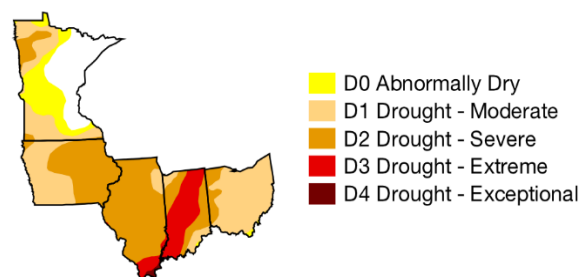 D0 Abnormally Dry
D1 Drought - Moderate
D2 Drought - Severe
D3 Drought - Extreme
D4 Drought - Exceptional